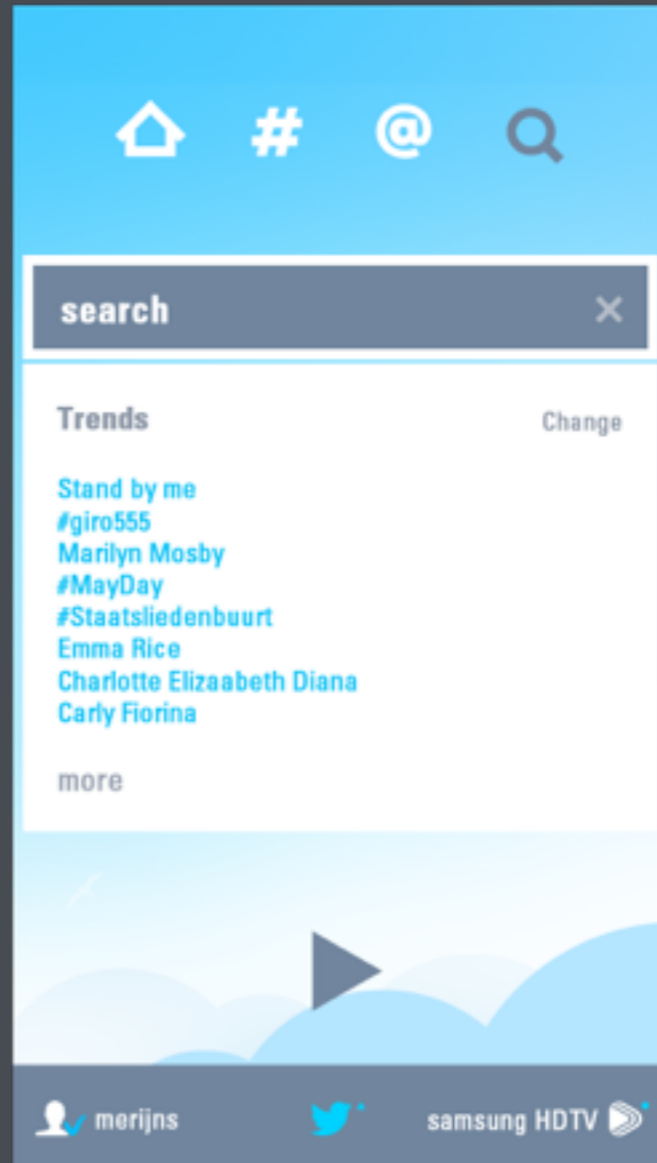 # @
search ×
Trends Change
Stand by me
#giro555
Marilyn Mosby
#MayDay
#Staatsliedenbuurt
Emma Rice
Charlotte Elizaabeth Diana
Carly Fiorina
more
merijns samsung HDTV